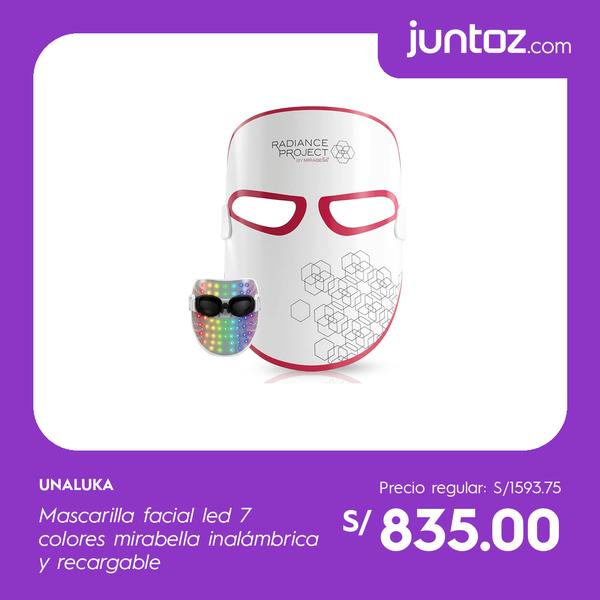 juntoz.com
RADIANCE
PROJECT
BY MIRABELLA
UNALUKA
Mascarilla facial led 7
colores mirabella inalámbrica
y recargable
Precio regular: S/1593.75
S/ 835.00